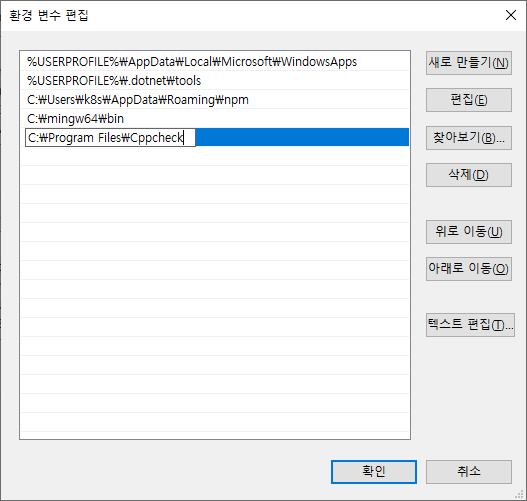 환경 변수 편집
%USERPROFILE%₩AppData₩Local₩Microsoft₩WindowsApps
%USERPROFILE%₩.dotnet₩tools
C:₩Users₩k8s₩AppData₩Roaming₩npm
C:₩mingw64₩bin
C:₩Program Files₩Cppcheck
새로 만들기(N)
편집(E)
찾아보기(B)...
삭제(D)
위로 이동(U)
아래로 이동(O)
텍스트 편집(T)...
확인
취소